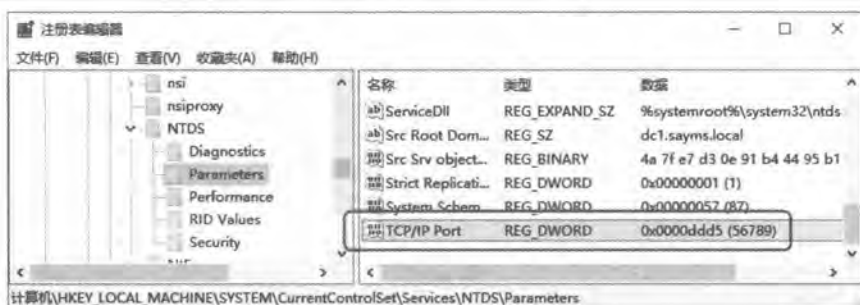 注册表编辑器
文件(F) 编辑(E) 查看(V) 收藏夹(A) 帮助(H)
nsi
nsiproxy
NTDS
Diagnostics
Parameters
Performance
RID Values
Security
名称 类型 数据
ServiceDll REG_EXPAND_SZ %systemroot%\system32\ntds
Src Root Dom... REG_SZ dc1.sayms.local
Src Srv object... REG_BINARY 4a 7f e7 d3 0e 91 b4 44 95 b1
Strict Replicati... REG_DWORD 0x00000001 (1)
System Schem... REG_DWORD 0x00000057 (87)
TCP/IP Port REG_DWORD 0x0000ddd5 (56789)
计算机\HKEY_LOCAL_MACHINE\SYSTEM\CurrentControlSet\Services\NTDS\Parameters